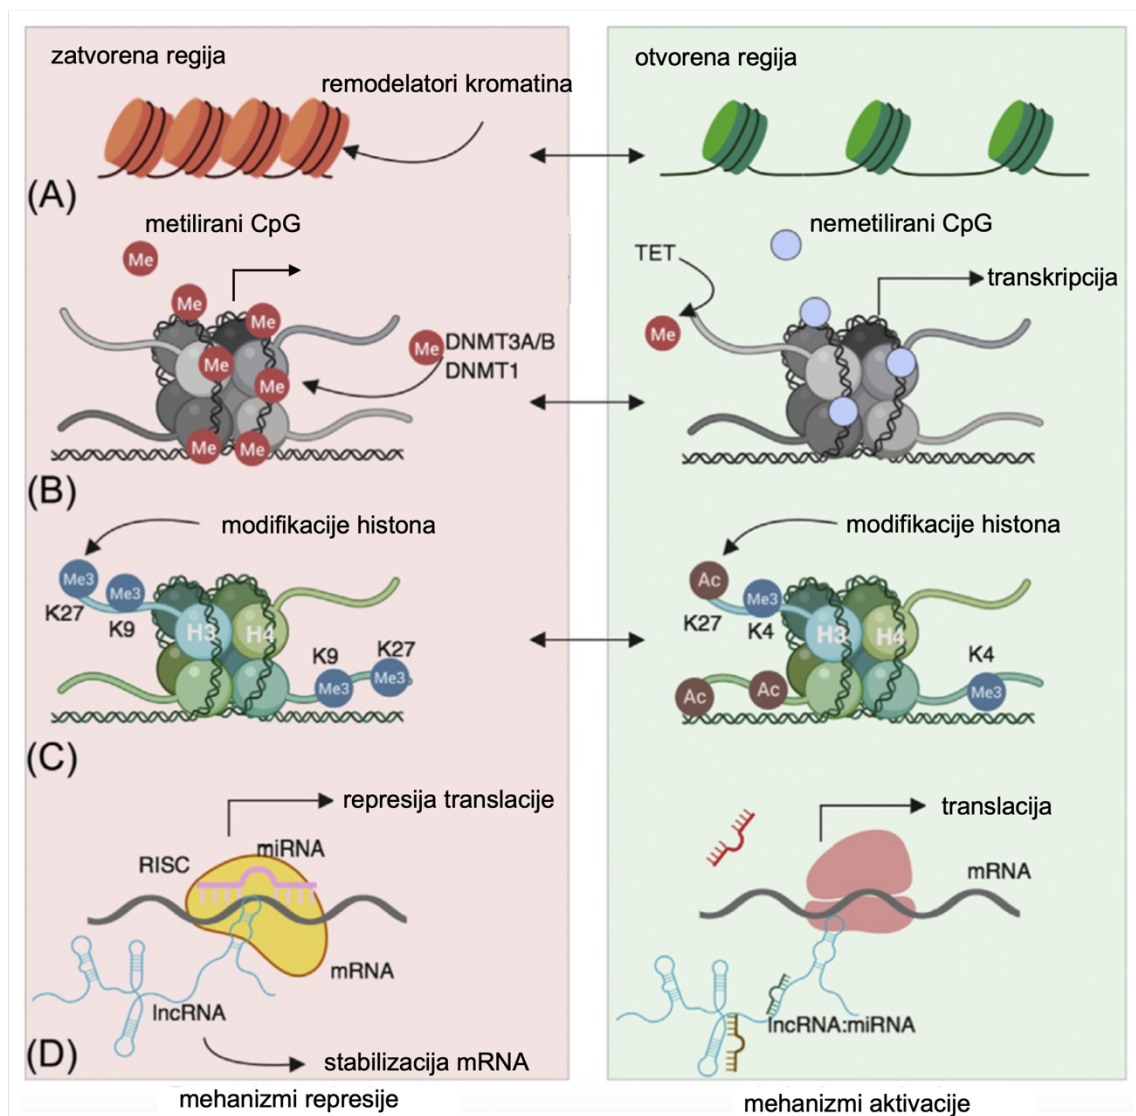 zatvorena regija
remodelatori kromatina
(A)
otvorena regija
metilirani CpG
Me
Me
Me
Me
Me
Me
Me
Me
DNMT3A/B
DNMT1
(B)
nemetilirani CpG
TET
Me
transkripcija
modifikacije histona
Me3
Me3
K27
K9
H3
H4
K9
K27
Me3
Me3
(C)
modifikacije histona
Ac
Me3
K27
K4
H3
H4
K4
Ac
Ac
Me3
represija translacije
RISC
miRNA
mRNA
lncRNA
(D)
stabilizacija mRNA
translacija
mRNA
lncRNA:miRNA
mehanizmi represije
mehanizmi aktivacije